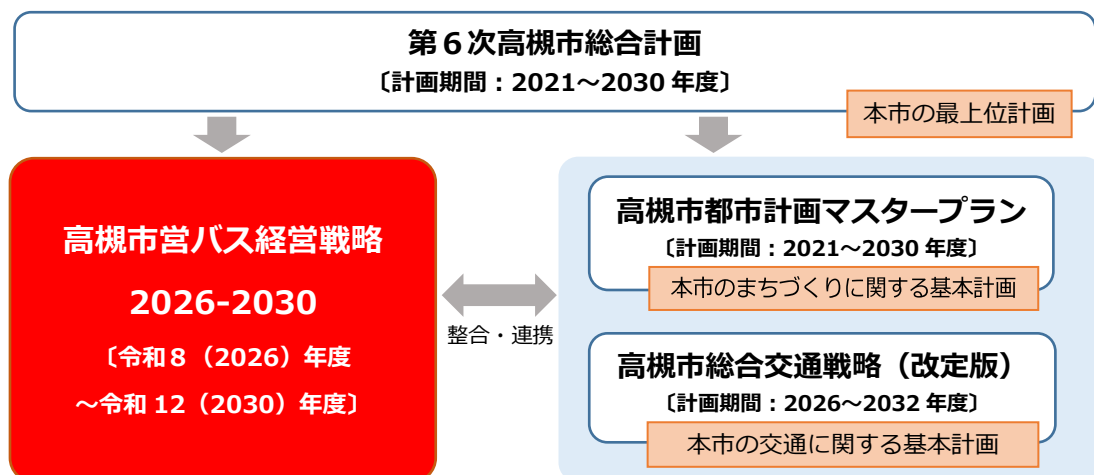 第６次高槻市総合計画
〔計画期間：2021～2030 年度〕
本市の最上位計画
高槻市営バス経営戦略
2026-2030
〔令和８（2026）年度
～令和 12（2030）年度〕
整合・連携
高槻市都市計画マスタープラン
〔計画期間：2021～2030 年度〕
本市のまちづくりに関する基本計画
高槻市総合交通戦略（改定版）
〔計画期間：2026～2032 年度〕
本市の交通に関する基本計画